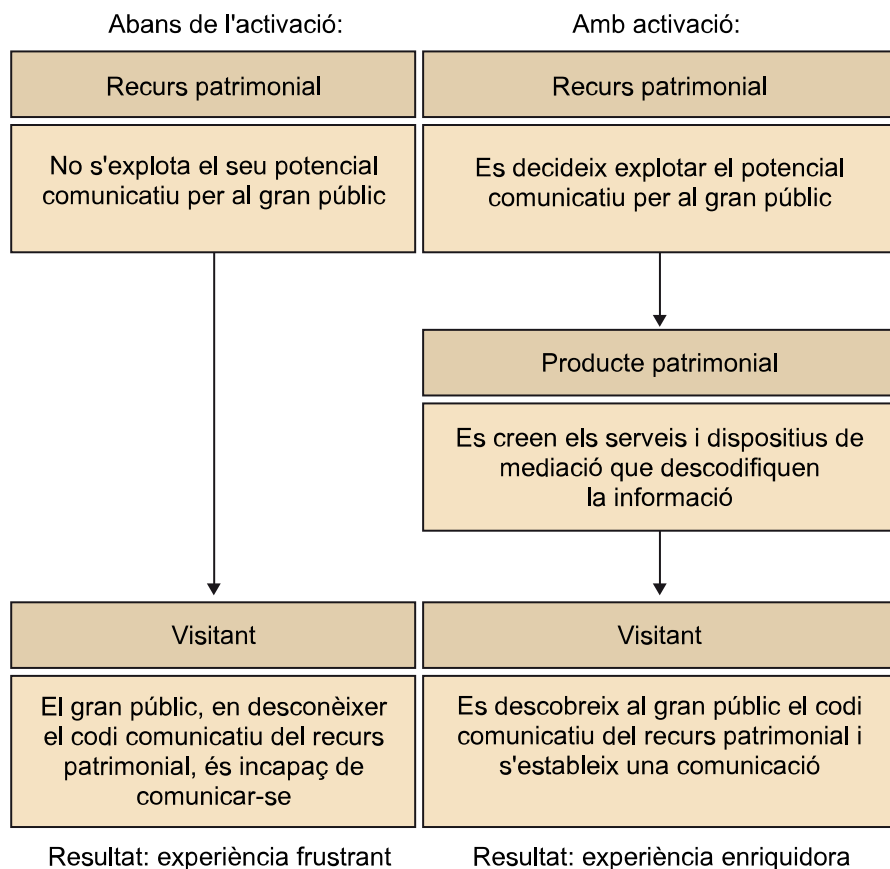 Abans de l'activació:
Recurs patrimonial
No s'explota el seu potencial
comunicatiu per al gran públic
Visitant
El gran públic, en desconèixer
el codi comunicatiu del recurs
patrimonial, és incapaç de
comunicar-se
Resultat: experiència frustrant
Amb activació:
Recurs patrimonial
Es decideix explotar el potencial
comunicatiu per al gran públic
Producte patrimonial
Es creen els serveis i dispositius de
mediació que descodifiquen
la informació
Visitant
Es descobreix al gran públic el codi
comunicatiu del recurs patrimonial i
s'estableix una comunicació
Resultat: experiència enriquidora